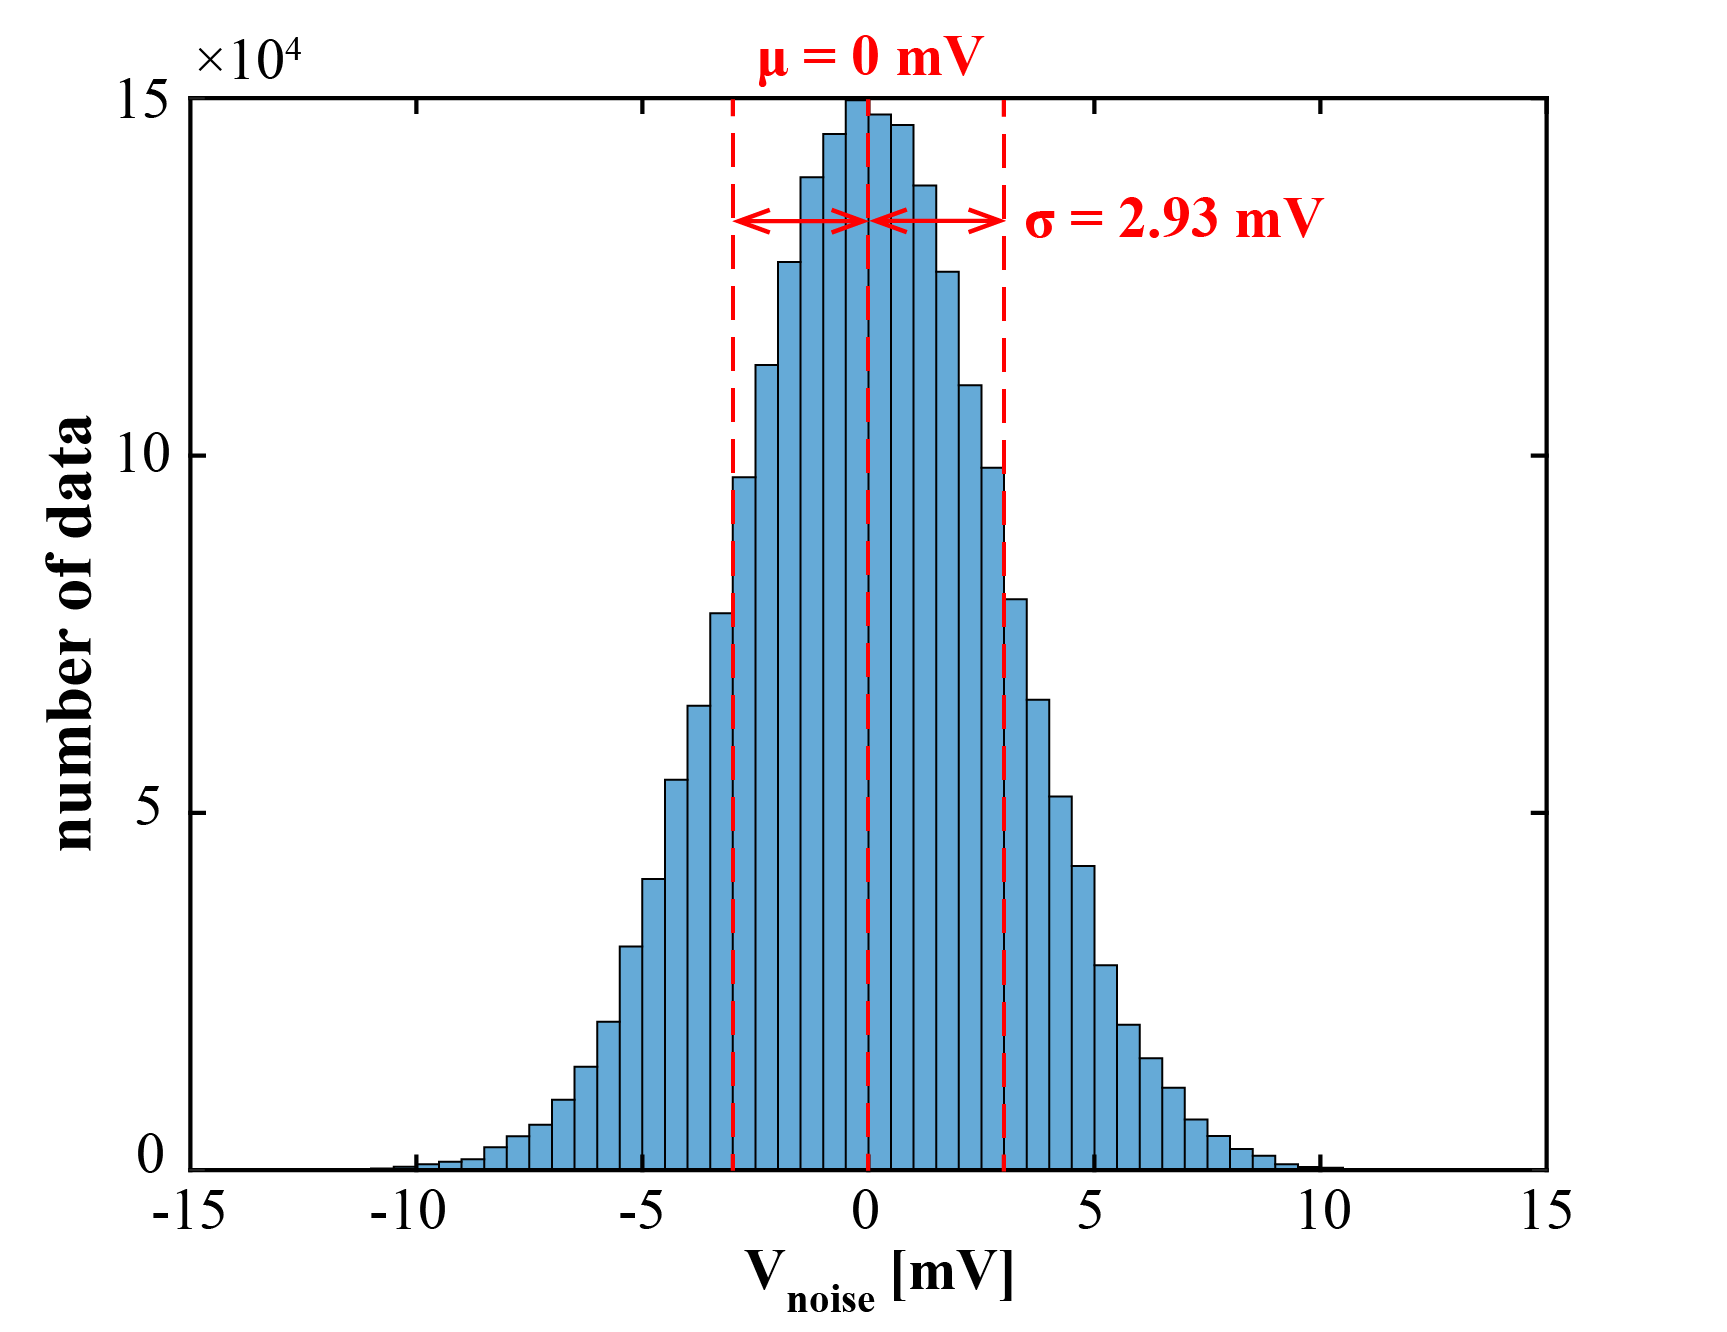 ×10⁴
μ = 0 mV
15
σ = 2.93 mV
10
5
0
number of data
-15 -10 -5 0 5 10 15
Vnoise [mV]